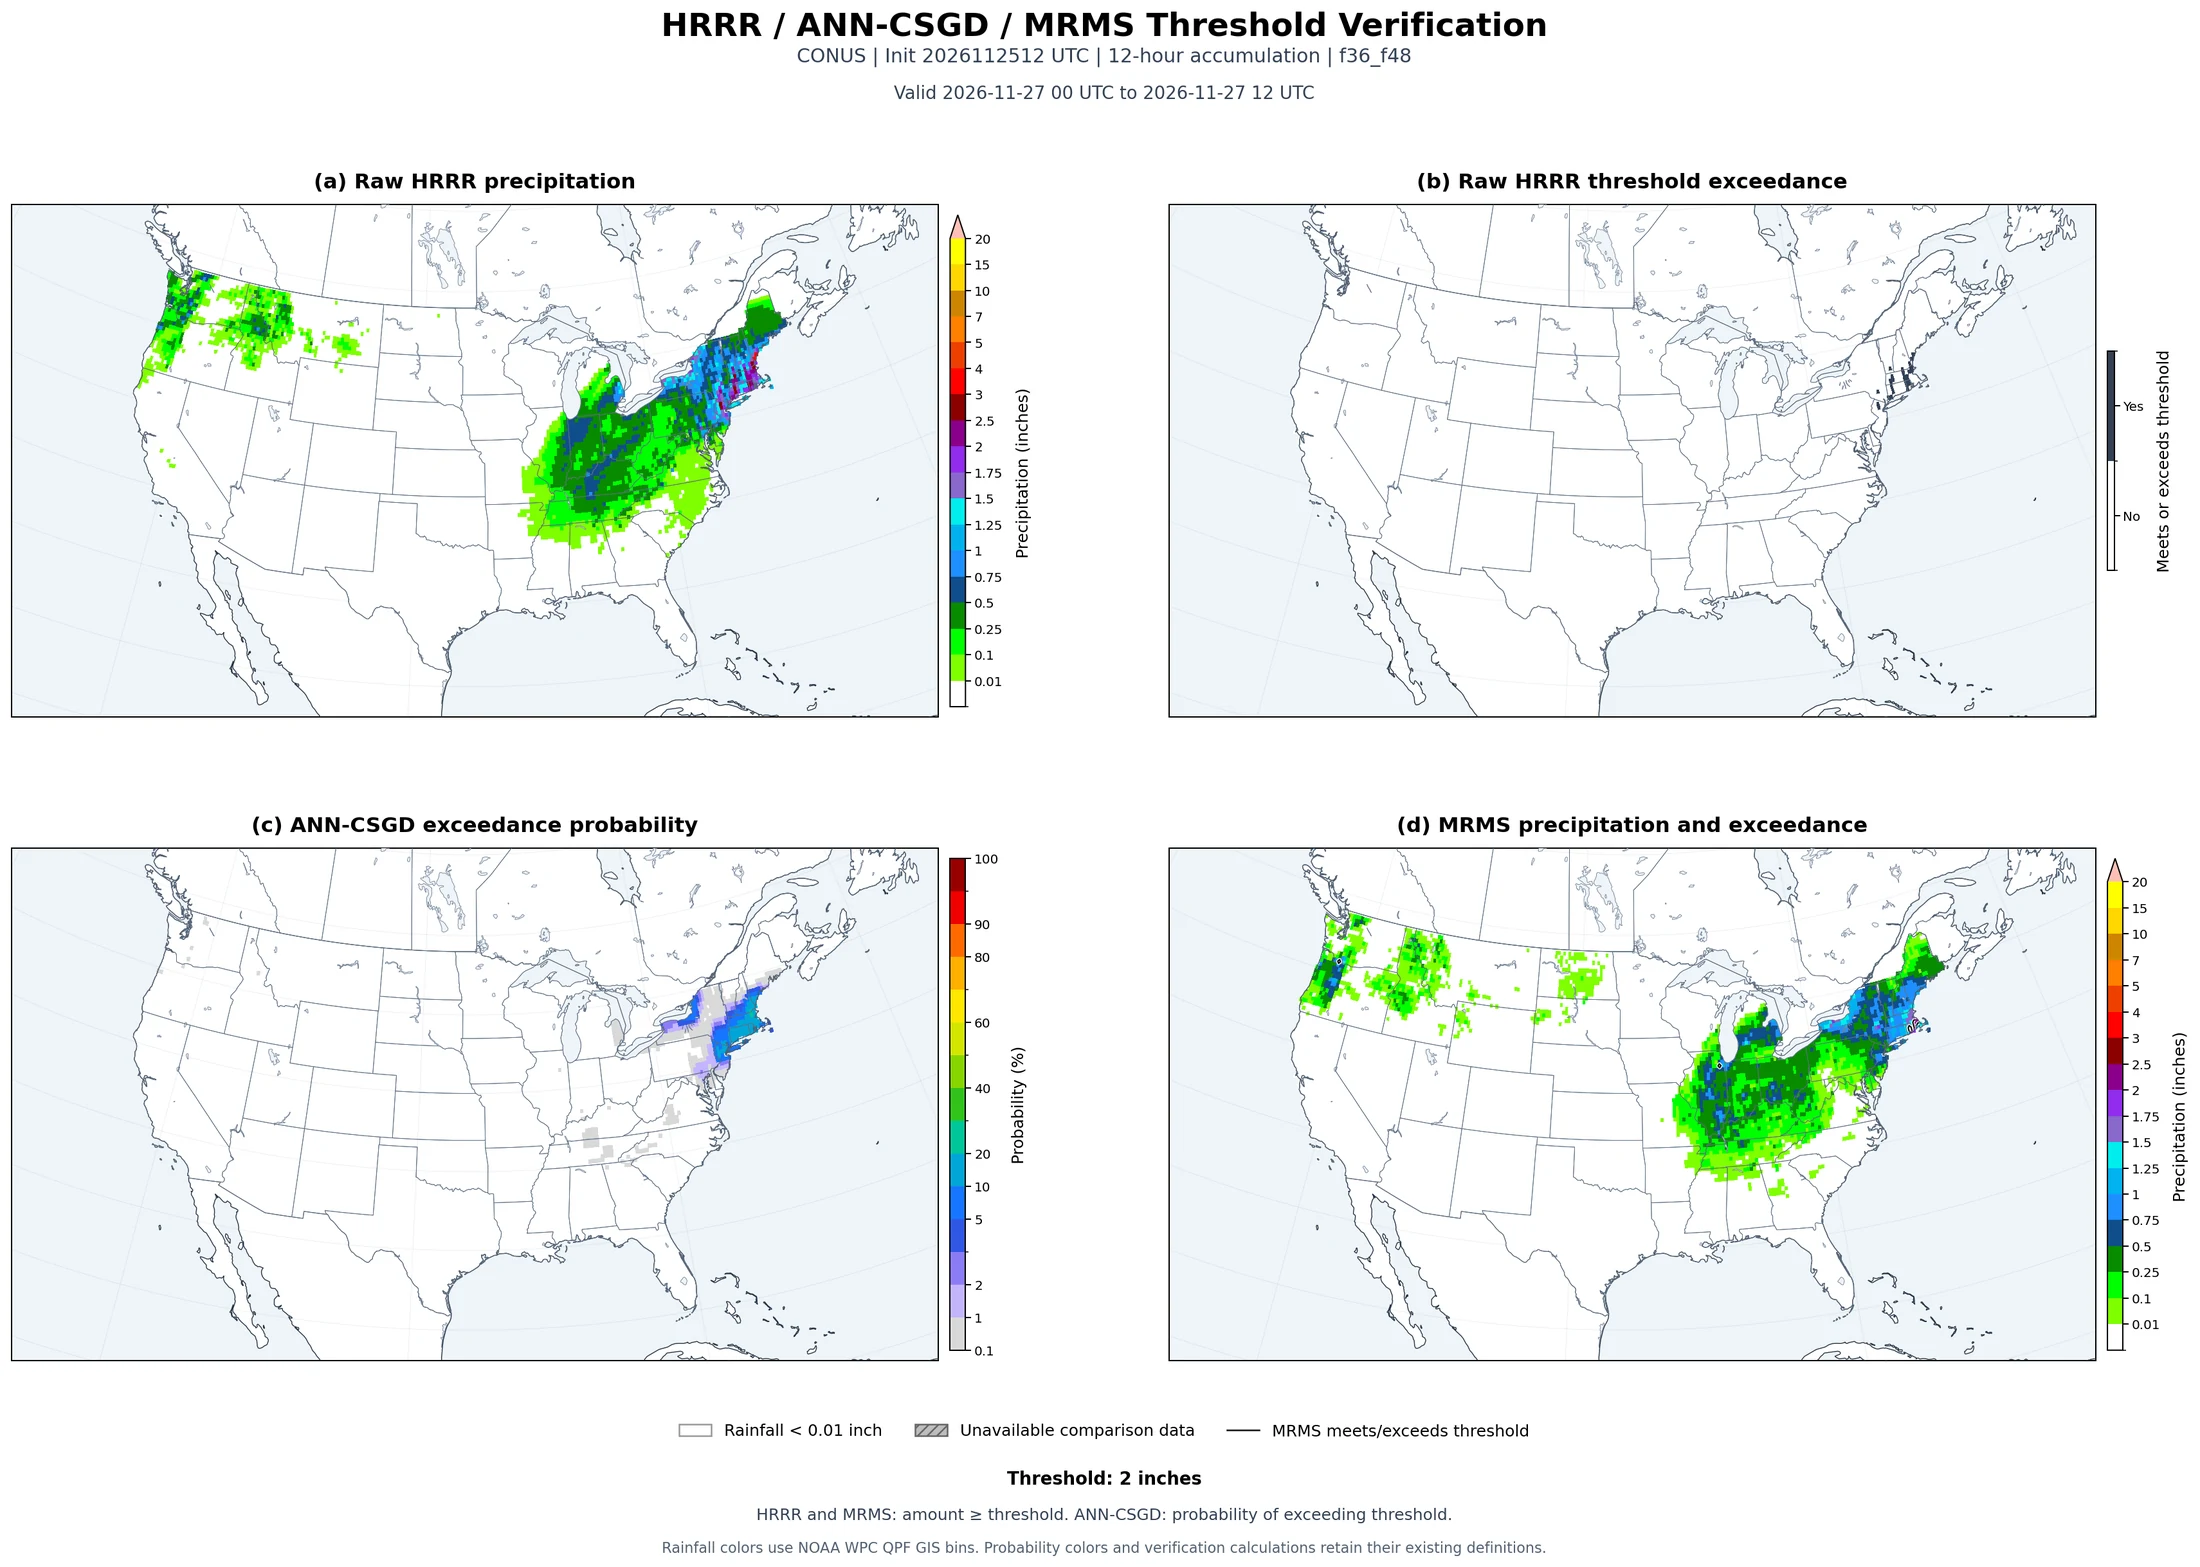 HRRR / ANN-CSGD / MRMS Threshold Verification
CONUS | Init 2026112512 UTC | 12-hour accumulation | f36_f48
Valid 2026-11-27 00 UTC to 2026-11-27 12 UTC
(a) Raw HRRR precipitation
20
15
10
7
5
4
3
2.5
2
1.75
1.5
1.25
1
0.75
0.5
0.25
0.1
0.01
Precipitation (inches)
(b) Raw HRRR threshold exceedance
Yes
No
Meets or exceeds threshold
(c) ANN-CSGD exceedance probability
100
90
80
60
40
20
10
5
2
1
0.1
Probability (%)
(d) MRMS precipitation and exceedance
20
15
10
7
5
4
3
2.5
2
1.75
1.5
1.25
1
0.75
0.5
0.25
0.1
0.01
Precipitation (inches)
Rainfall < 0.01 inch
Unavailable comparison data
MRMS meets/exceeds threshold
Threshold: 2 inches
HRRR and MRMS: amount ≥ threshold. ANN-CSGD: probability of exceeding threshold.
Rainfall colors use NOAA WPC QPF GIS bins. Probability colors and verification calculations retain their existing definitions.